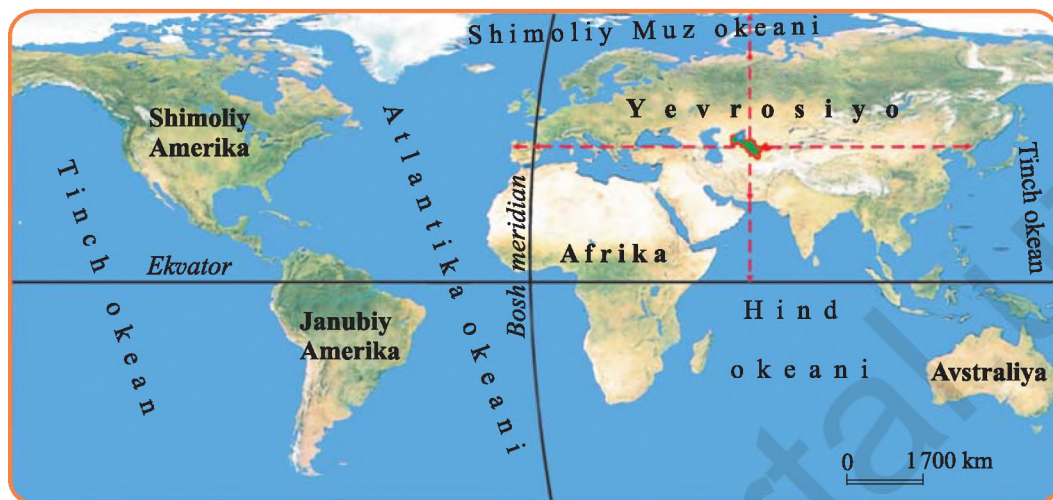 Shimoliy Muz okeani
Shimoliy
Amerika
Yevrosiyo
Tinch okean
Atlantika okeani
Bosh meridian
Tinch okean
Ekvator
Afrika
Janubiy
Amerika
Hind
okeani
Avstraliya
0 1700 km